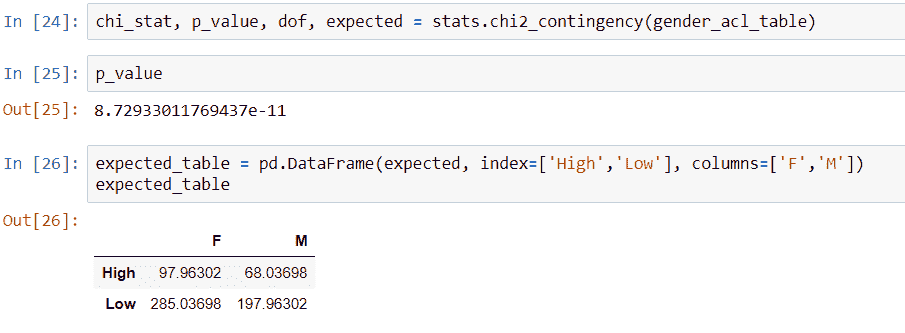 In [24]: chi_stat, p_value, dof, expected = stats.chi2_contingency(gender_acl_table)
In [25]: p_value
Out[25]: 8.72933011769437e-11
In [26]: expected_table = pd.DataFrame(expected, index=['High','Low'], columns=['F','M'])
expected_table
Out[26]:
F M
High 97.96302 68.03698
Low 285.03698 197.96302